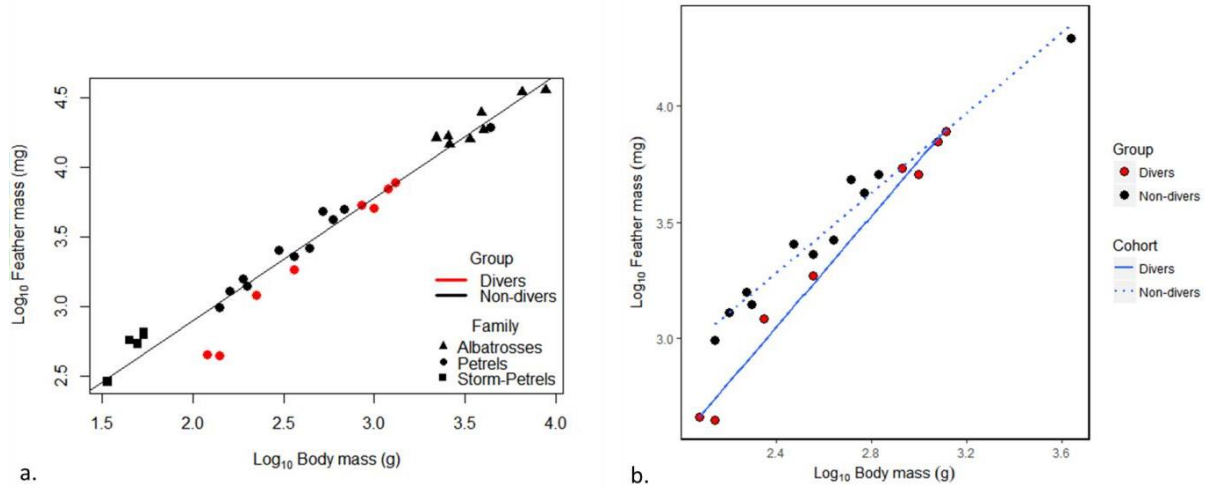 4.5
4.0
3.5
3.0
2.5
Log10 Feather mass (mg)
Group
Divers
Non-divers
Family
Albatrosses
Petrels
Storm-Petrels
1.5 2.0 2.5 3.0 3.5 4.0
Log10 Body mass (g)
a.
b.
4.0
3.5
3.0
Log10 Feather mass (mg)
2.4 2.8 3.2 3.6
Log10 Body mass (g)
Group
Divers
Non-divers
Cohort
Divers
Non-divers